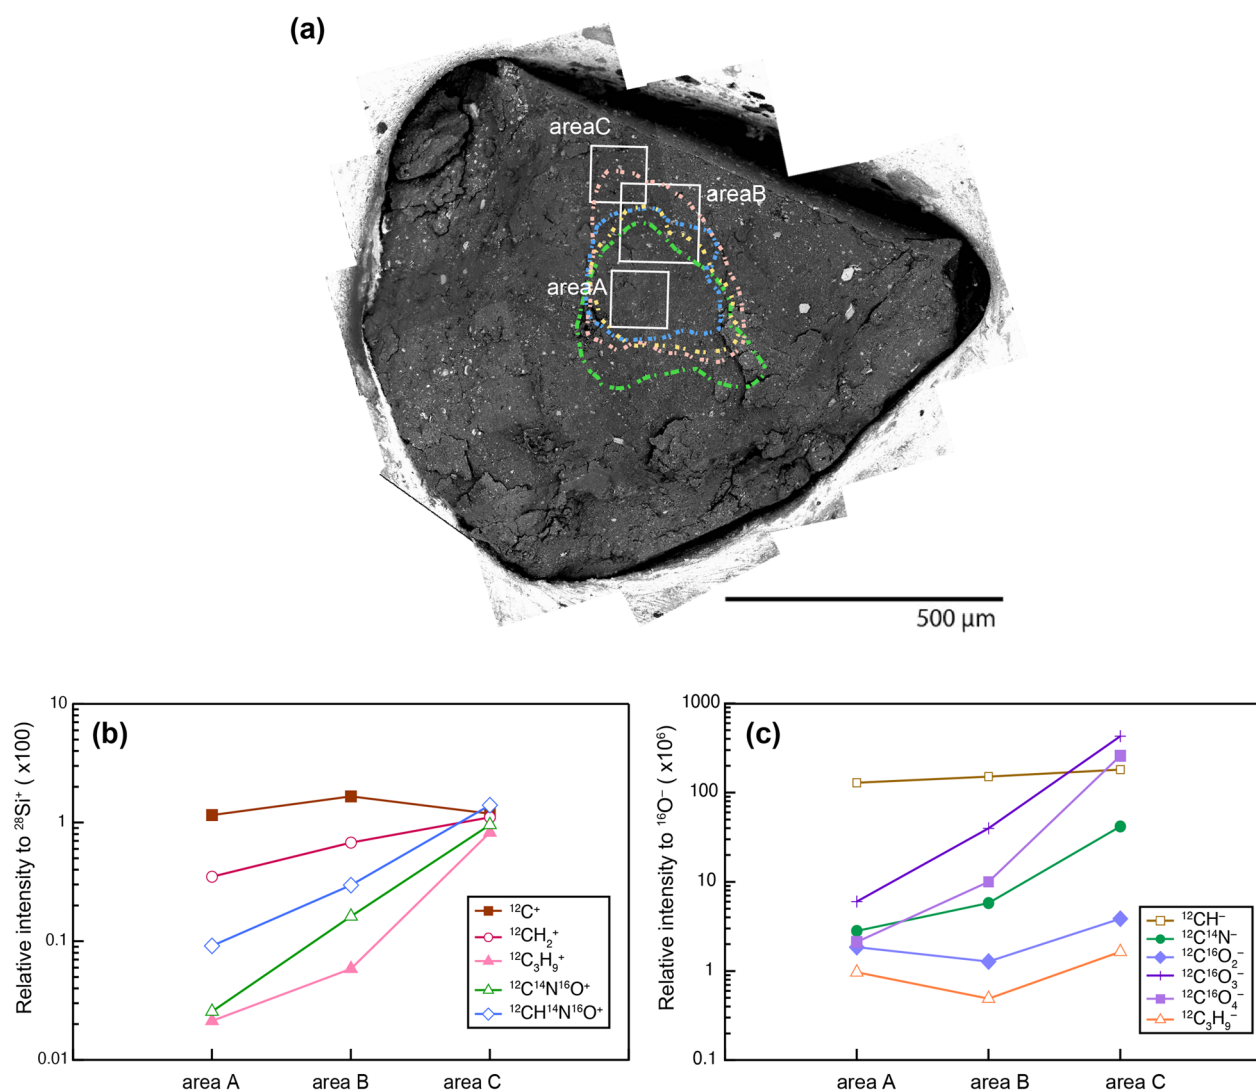 (a)
areaC
areaB
areaA
500 µm
(b)
Relative intensity to ²⁸Si⁺ ( x100)
10
1
0.1
0.01
¹²C⁺
¹²CH₂⁺
¹²C₃H₉⁺
¹²C¹⁴N¹⁶O⁺
¹²CH¹⁴N¹⁶O⁺
area A
area B
area C
(c)
Relative intensity to ¹⁶O⁻ ( x10⁶)
1000
100
10
1
0.1
¹²CH⁻
¹²C¹⁴N⁻
¹²C¹⁶O₂⁻
¹²C¹⁶O₃⁻
¹²C¹⁶O₄⁻
¹²C₃H₉⁻
area A
area B
area C